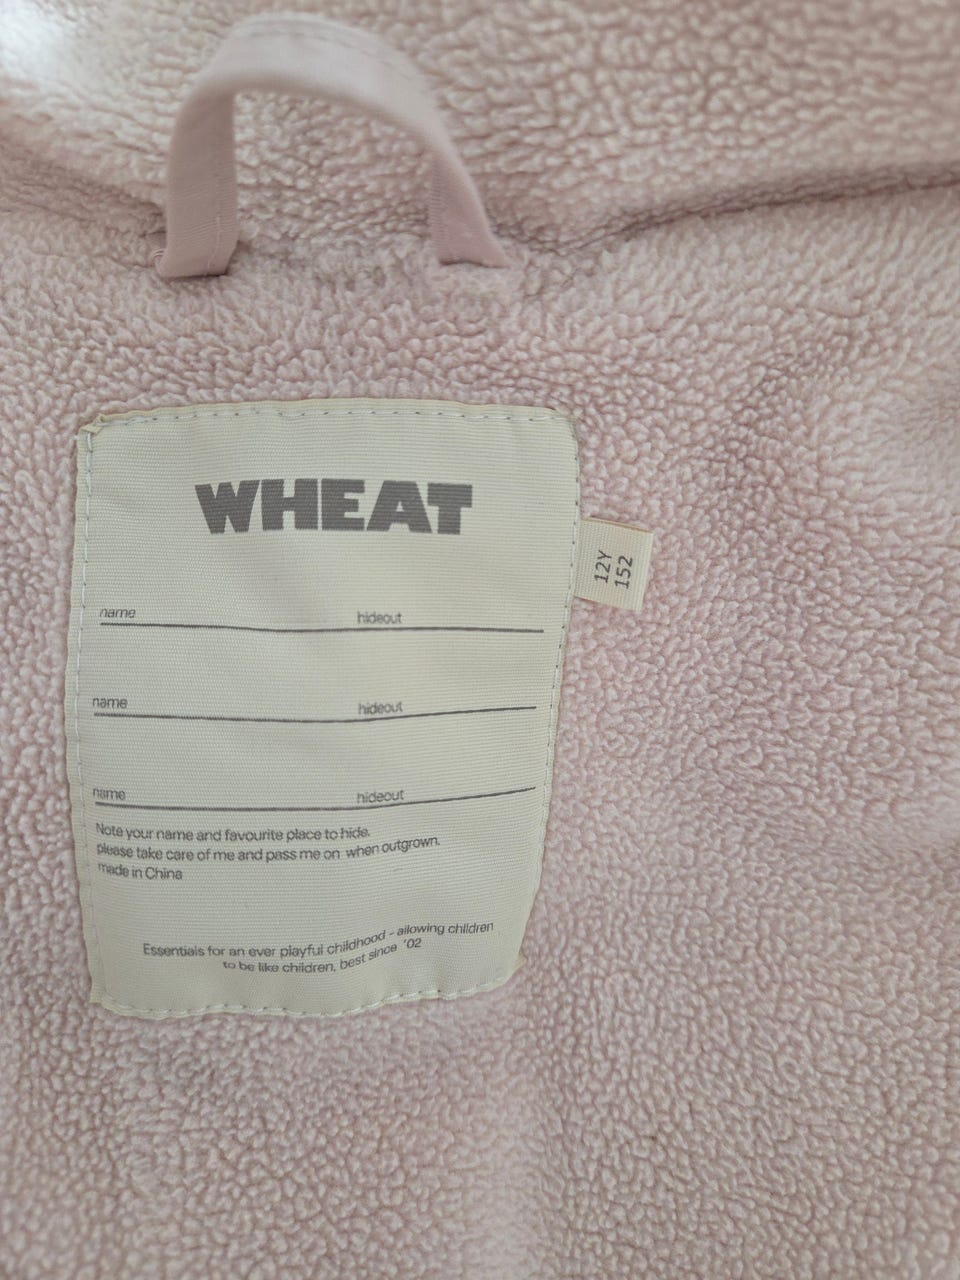 WHEAT
12Y
152
name hideout
name hideout
name hideout
Note your name and favourite place to hide.
please take care of me and pass me on when outgrown.
made in China
Essentials for an ever playful childhood - allowing children
to be like children, best since '02